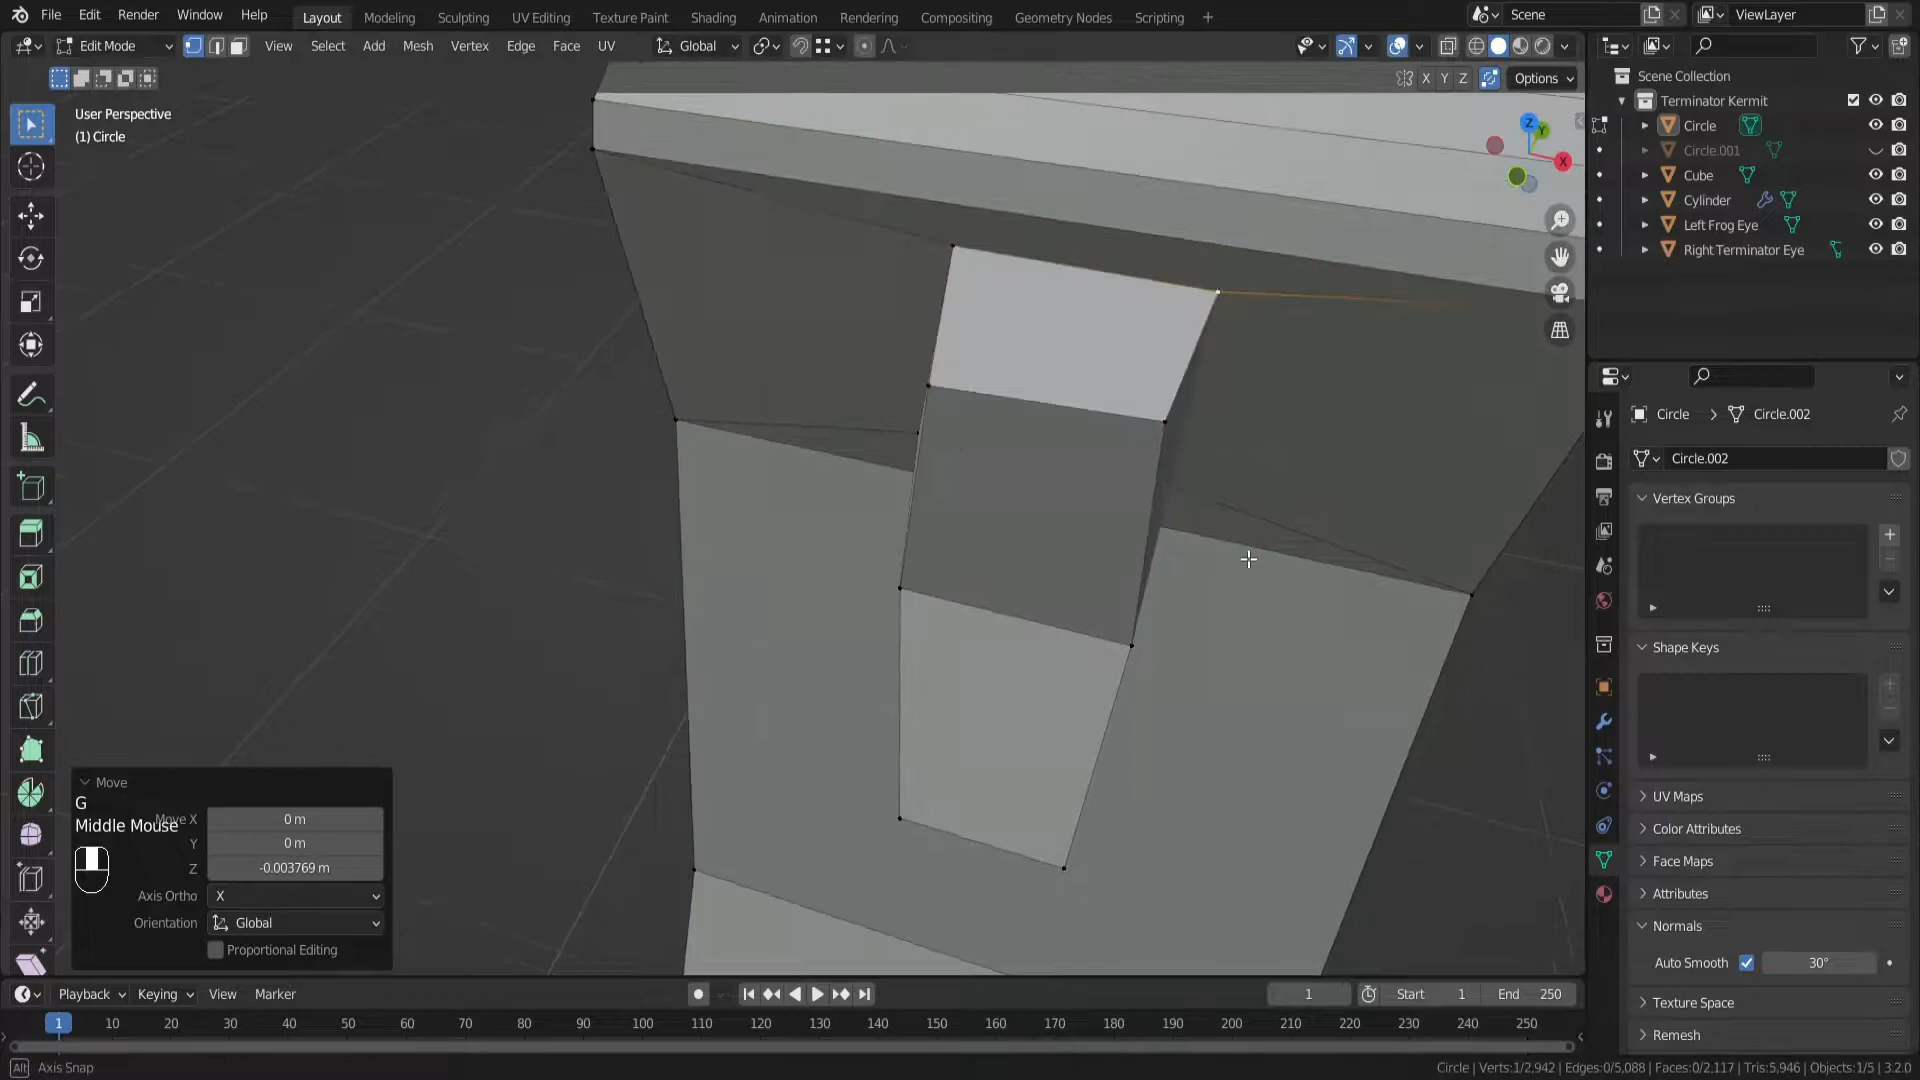 File Edit Render Window Help Layout Modeling Sculpting UV Editing Texture Paint Shading Animation Rendering Compositing Geometry Nodes Scripting + Scene ViewLayer
Edit Mode View Select Add Mesh Vertex Edge Face UV Global
X Y Z Options
User Perspective
(1) Circle
Z
Y
X
Scene Collection
Terminator Kermit
Circle
Circle.001
Cube
Cylinder
Left Frog Eye
Right Terminator Eye
Circle > Circle.002
Circle.002
Vertex Groups
Shape Keys
UV Maps
Color Attributes
Face Maps
Attributes
Normals
Auto Smooth 30°
Texture Space
Remesh
Move
G
Move X 0 m
Middle Mouse
Y 0 m
Z -0.003769 m
Axis Ortho X
Orientation Global
Proportional Editing
Playback Keying View Marker 1 Start 1 End 250
1 10 20 30 40 50 60 70 80 90 100 110 120 130 140 150 160 170 180 190 200 210 220 230 240 250
Alt Axis Snap Circle | Verts:1/2,942 | Edges:0/5,088 | Faces:0/2,117 | Tris:5,946 | Objects:1/5 | 3.2.0